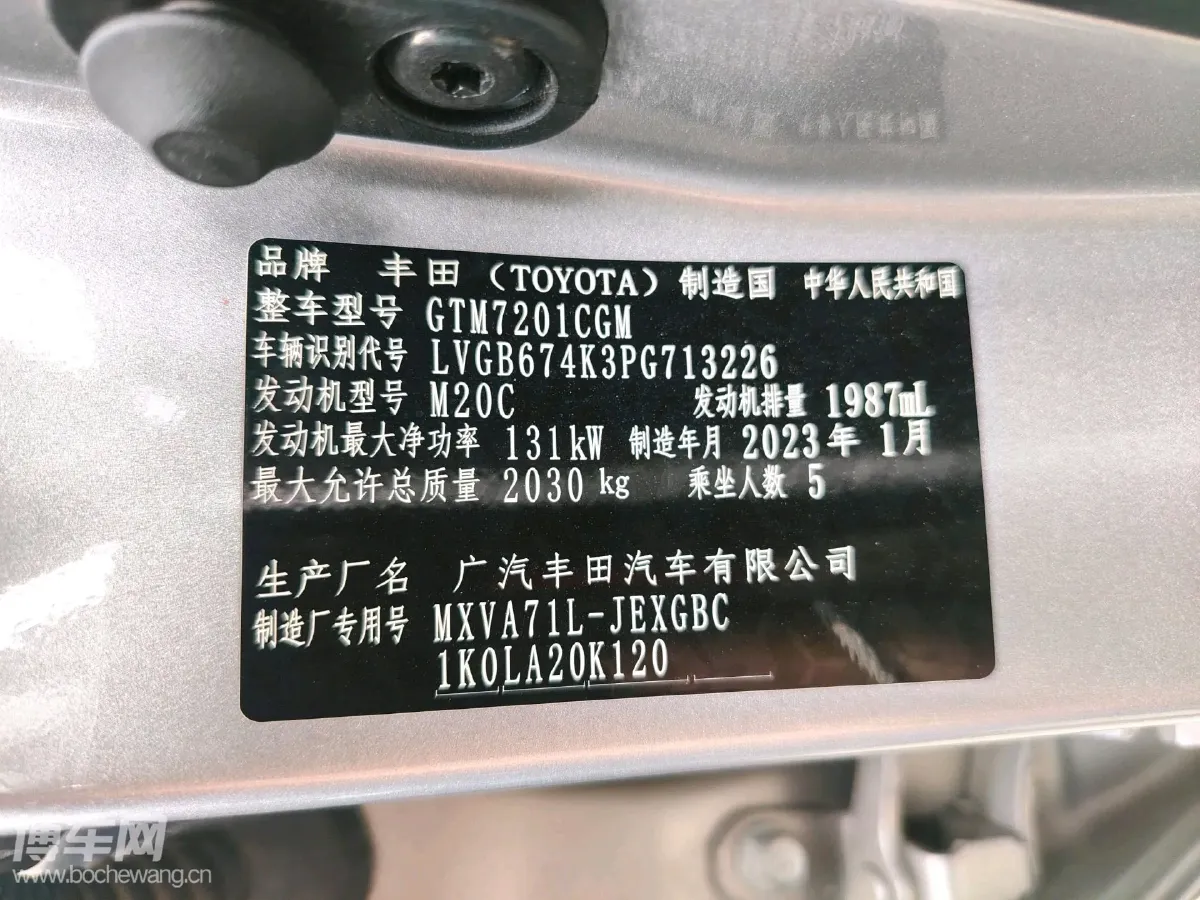 品牌 丰田（TOYOTA）制造国 中华人民共和国
整车型号 GTM7201CGM
车辆识别代号 LVGB674K3PG713226
发动机型号 M20C 发动机排量 1987mL
发动机最大净功率 131kW 制造年月 2023年1月
最大允许总质量 2030 kg 乘坐人数 5
生产厂名 广汽丰田汽车有限公司
制造厂专用号 MXVA71L-JEXGBC
1K0LA20K120
博车网
www.bochewang.cn